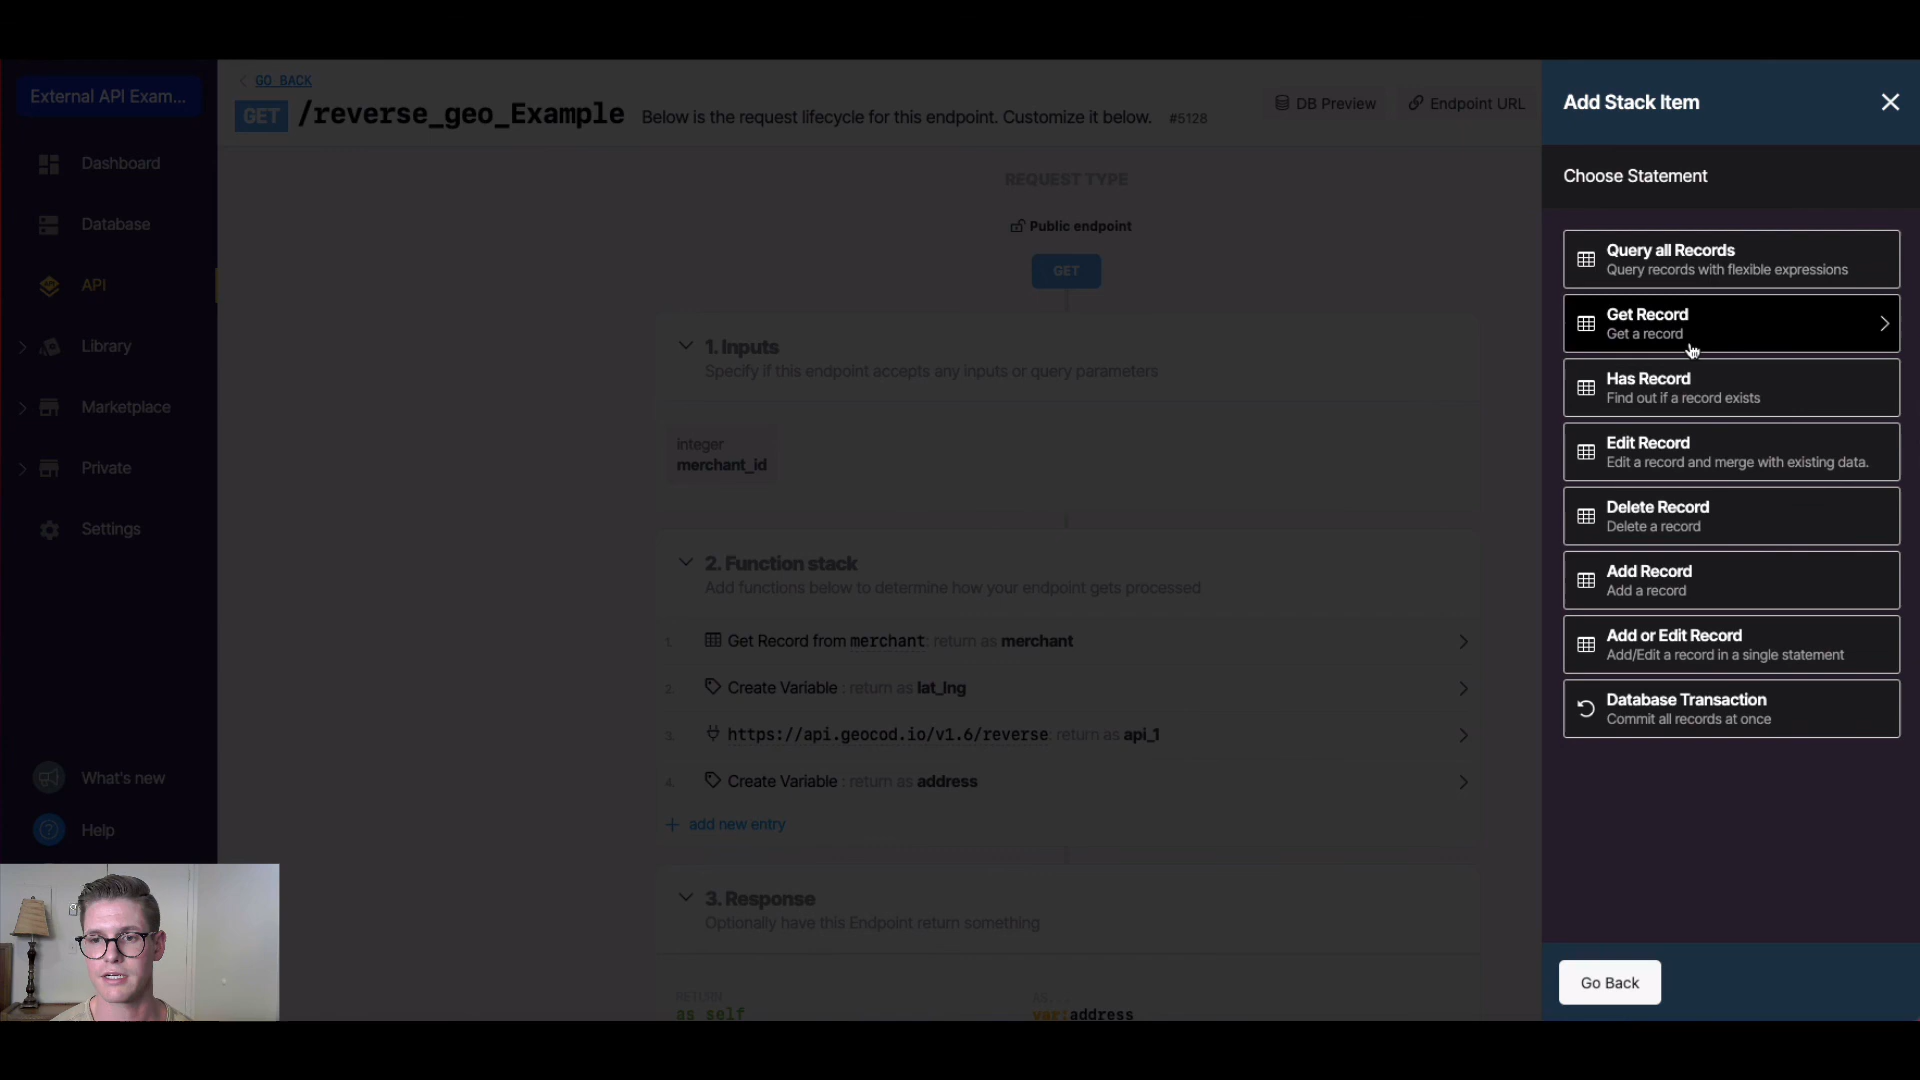 External API Exam...
Dashboard
Database
API
Library
Marketplace
Private
Settings
What's new
Help
GO BACK
GET /reverse_geo_Example Below is the request lifecycle for this endpoint. Customize it below. #5128
DB Preview
Endpoint URL
REQUEST TYPE
Public endpoint
GET
1. Inputs
Specify if this endpoint accepts any inputs or query parameters
integer
merchant_id
2. Function stack
Add functions below to determine how your endpoint gets processed
1. Get Record from merchant: return as merchant
2. Create Variable : return as lat_lng
3. https://api.geocod.io/v1.6/reverse: return as api_1
4. Create Variable : return as address
+ add new entry
3. Response
Optionally have this Endpoint return something
RETURN
as self
AS...
var:address
Add Stack Item
Choose Statement
Query all Records
Query records with flexible expressions
Get Record
Get a record
Has Record
Find out if a record exists
Edit Record
Edit a record and merge with existing data.
Delete Record
Delete a record
Add Record
Add a record
Add or Edit Record
Add/Edit a record in a single statement
Database Transaction
Commit all records at once
Go Back